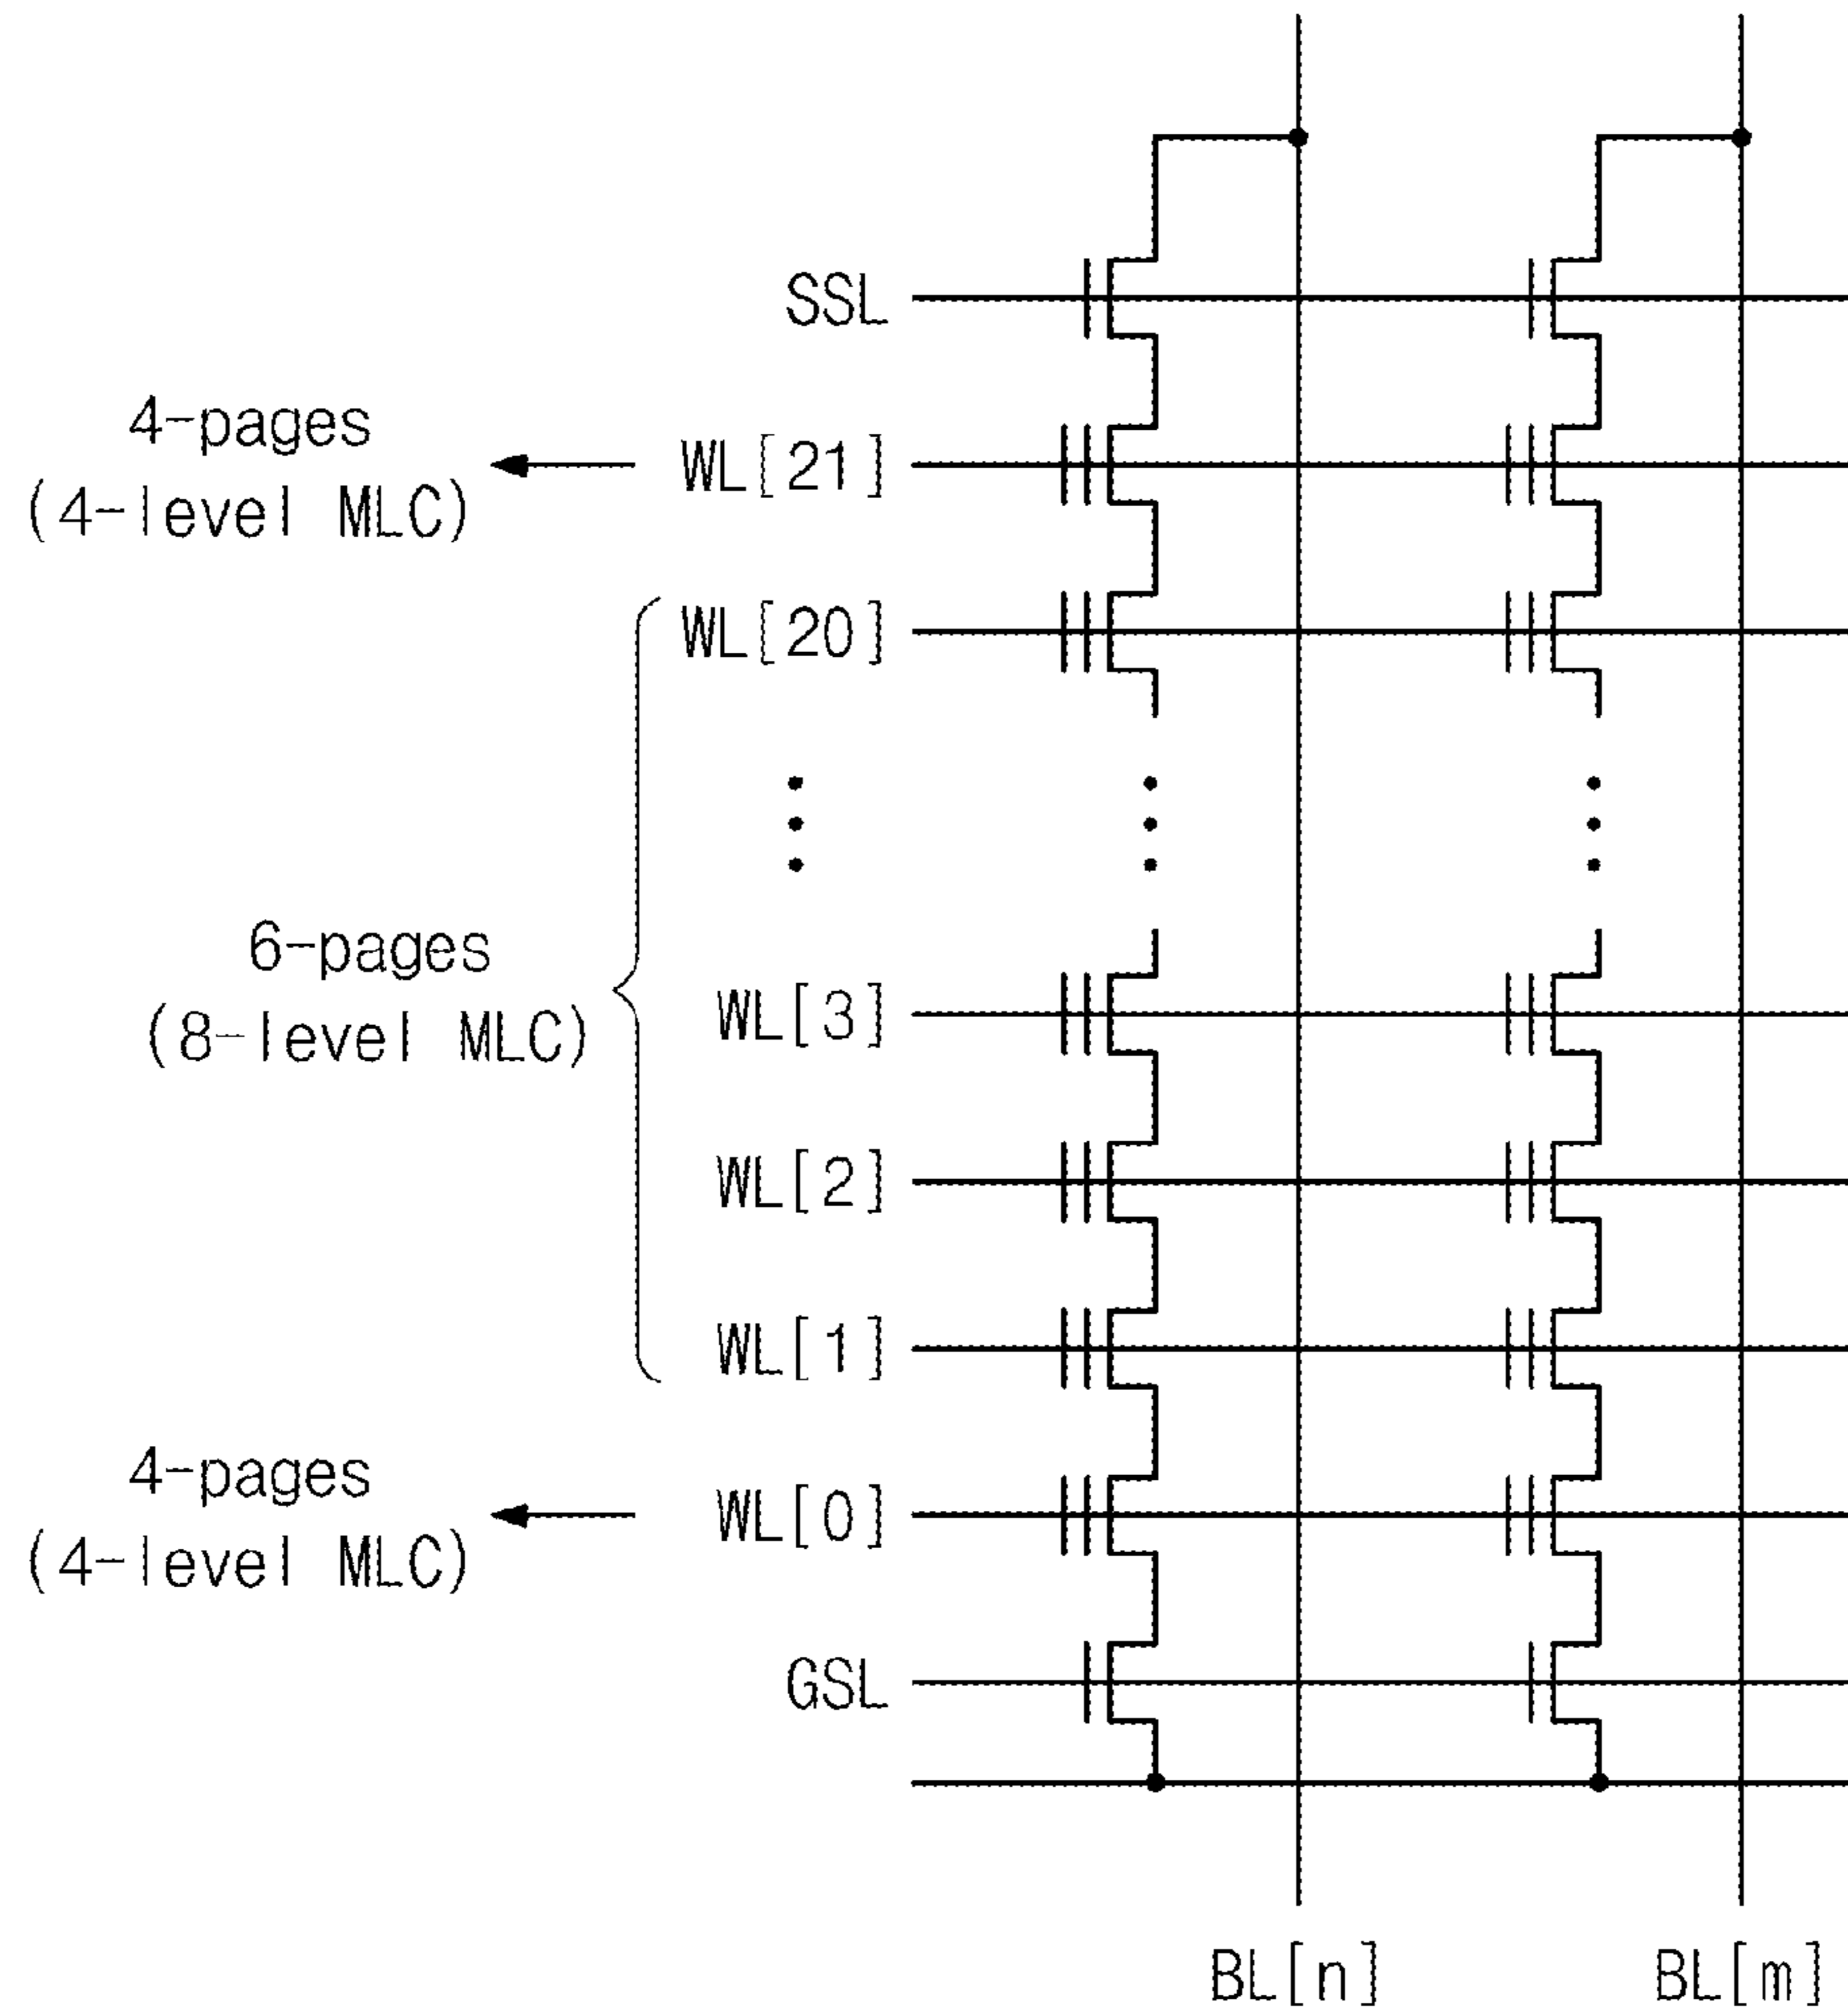 SSL
4-pages
(4-level MLC)
WL[21]
WL[20]
6-pages
(8-level MLC)
WL[3]
WL[2]
WL[1]
4-pages
(4-level MLC)
WL[0]
GSL
BL[n]
BL[m]